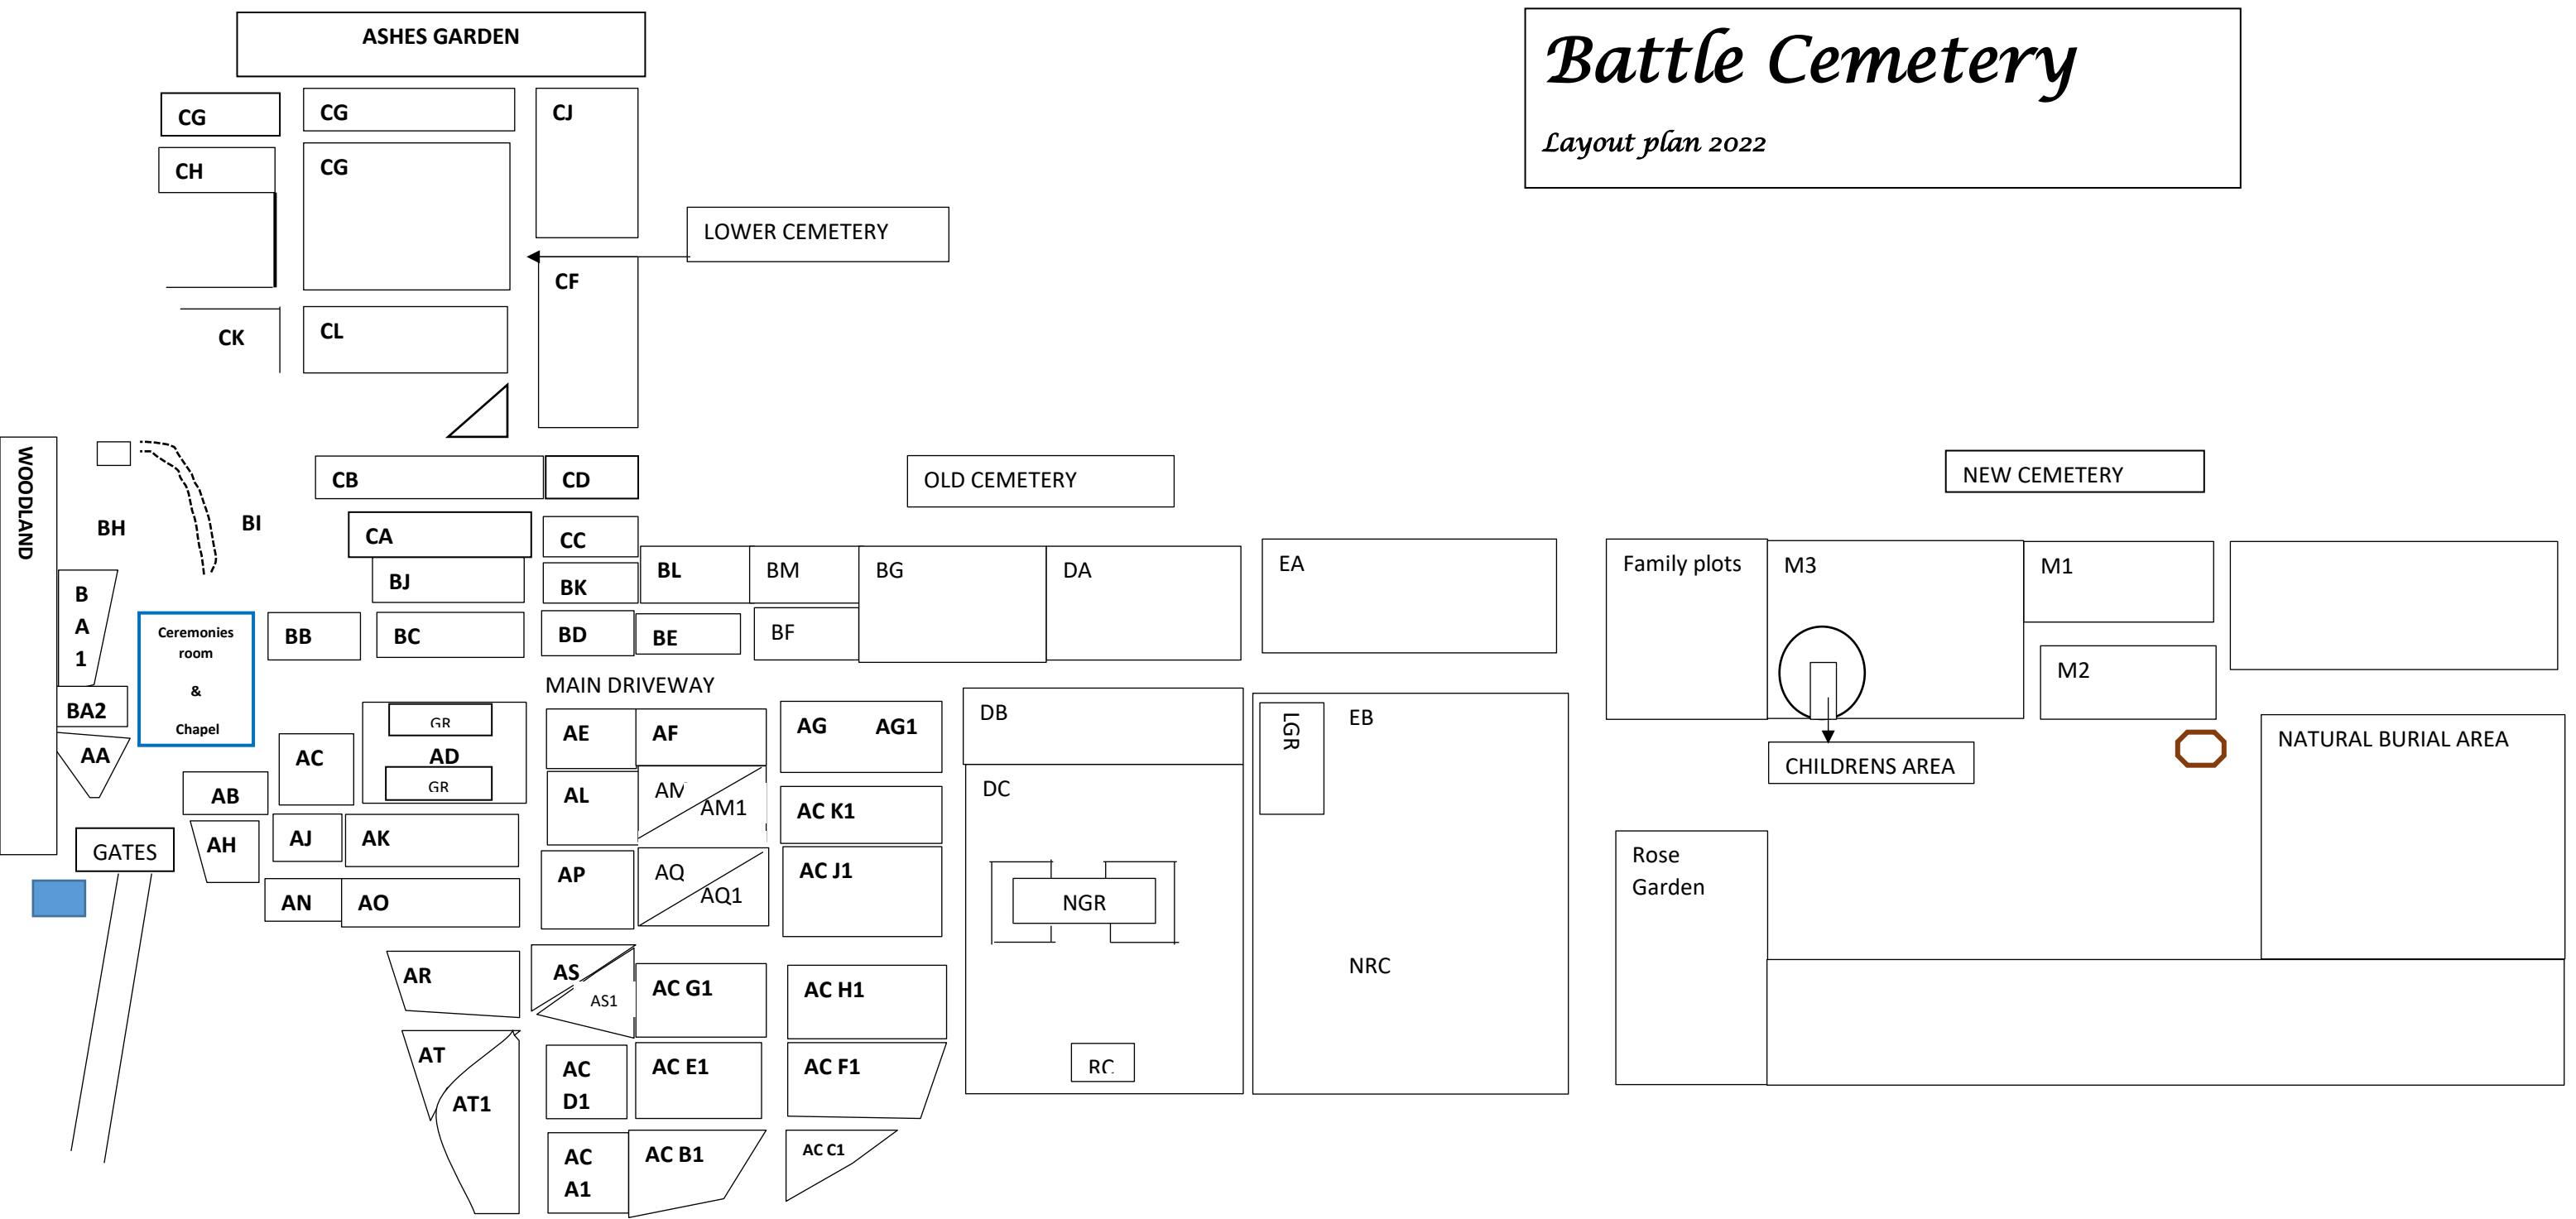 ASHES GARDEN
Battle Cemetery
Layout plan 2022
CG
CG
CJ
CH
CG
LOWER CEMETERY
CF
CK
CL
WOODLAND
CB
CD
OLD CEMETERY
NEW CEMETERY
BH
BI
CA
CC
BJ
BK
BL
BM
BG
DA
EA
Family plots
M3
M1
B
A
1
Ceremonies
room
&
Chapel
BB
BC
BD
BE
BF
M2
MAIN DRIVEWAY
BA2
AA
AC
GR
AD
GR
AE
AF
AG
AG1
DB
LGR
EB
CHILDRENS AREA
NATURAL BURIAL AREA
AB
AL
AM
AM1
AC K1
DC
GATES
AH
AJ
AK
AP
AQ
AQ1
AC J1
Rose
Garden
AN
AO
NGR
AR
AS
AS1
AC G1
AC H1
NRC
AT
AT1
AC
D1
AC E1
AC F1
RC
AC
A1
AC B1
AC C1